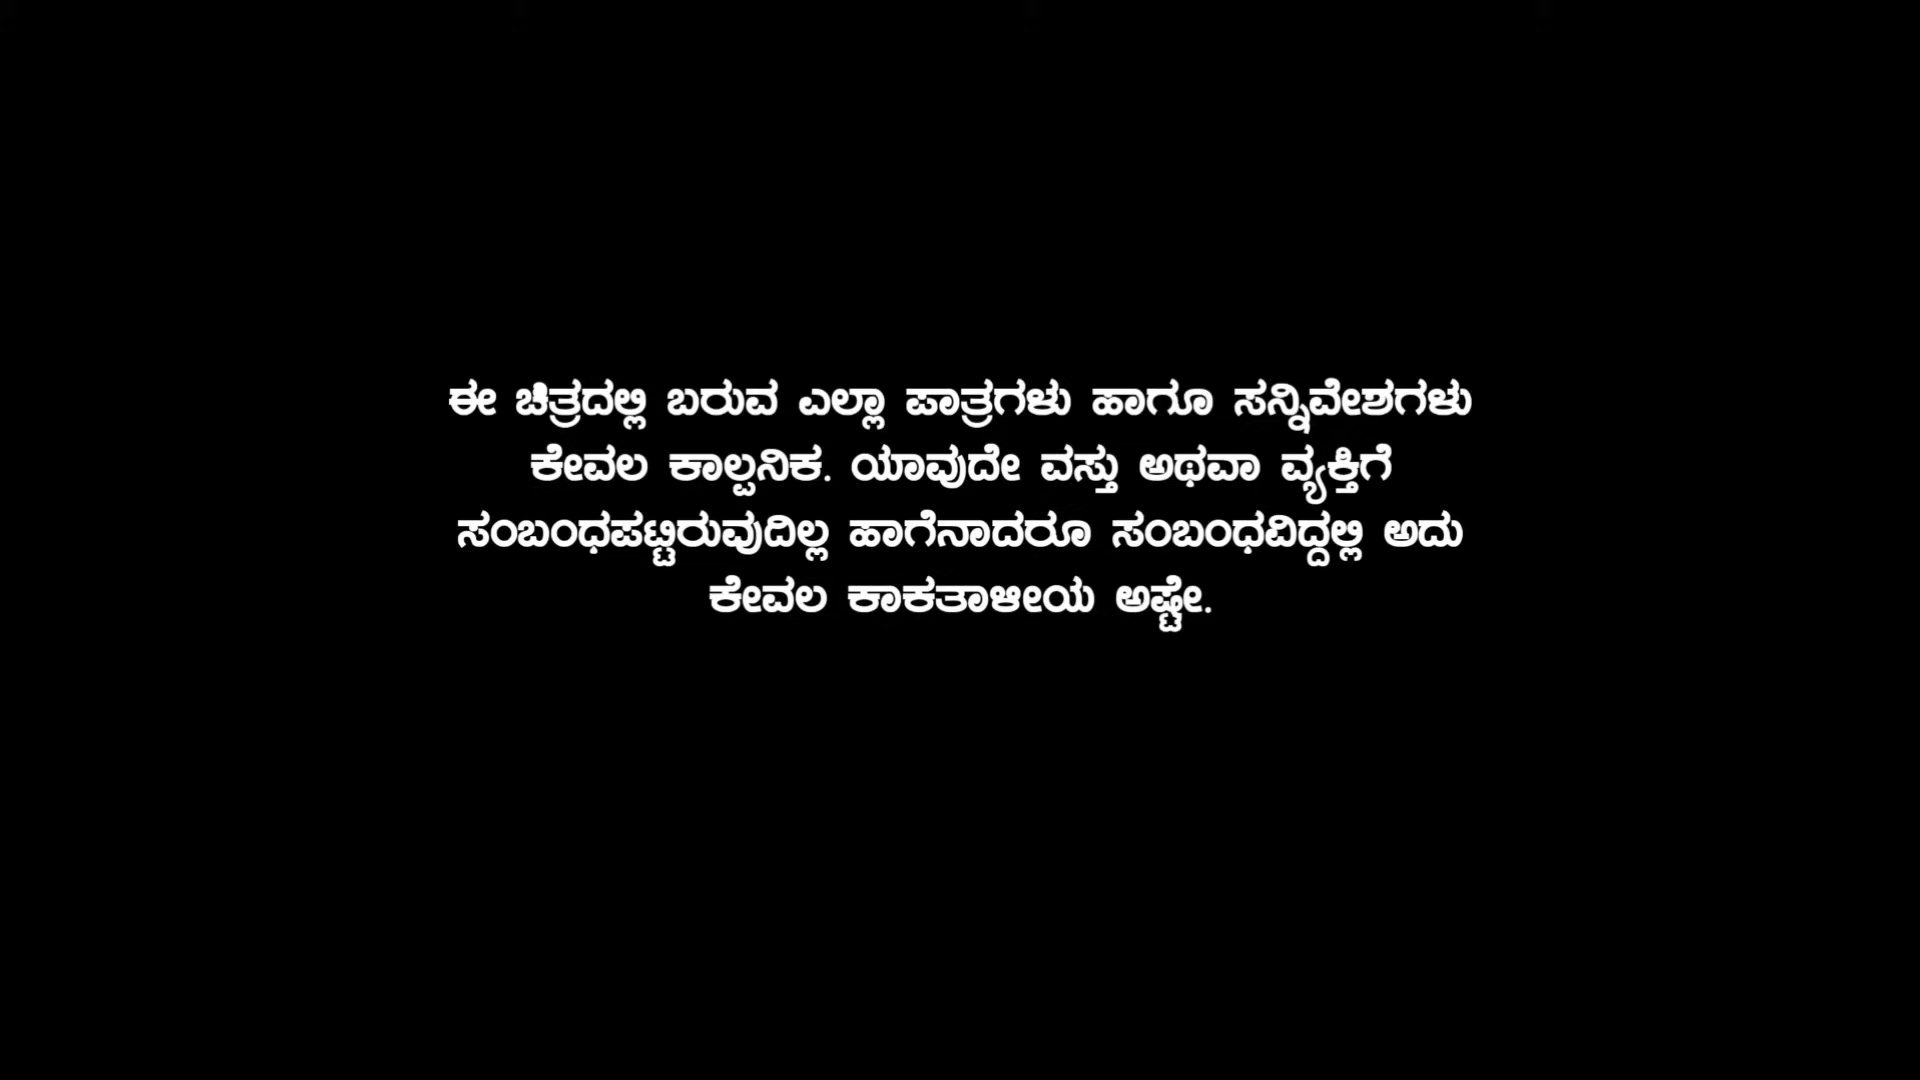 ಈ ಚಿತ್ರದಲ್ಲಿ ಬರುವ ಎಲ್ಲಾ ಪಾತ್ರಗಳು ಹಾಗೂ ಸನ್ನಿವೇಶಗಳು
ಕೇವಲ ಕಾಲ್ಪನಿಕ. ಯಾವುದೇ ವಸ್ತು ಅಥವಾ ವ್ಯಕ್ತಿಗೆ
ಸಂಬಂಧಪಟ್ಟಿರುವುದಿಲ್ಲ ಹಾಗೆನಾದರೂ ಸಂಬಂಧವಿದ್ದಲ್ಲಿ ಅದು
ಕೇವಲ ಕಾಕತಾಳೀಯ ಅಷ್ಟೇ.